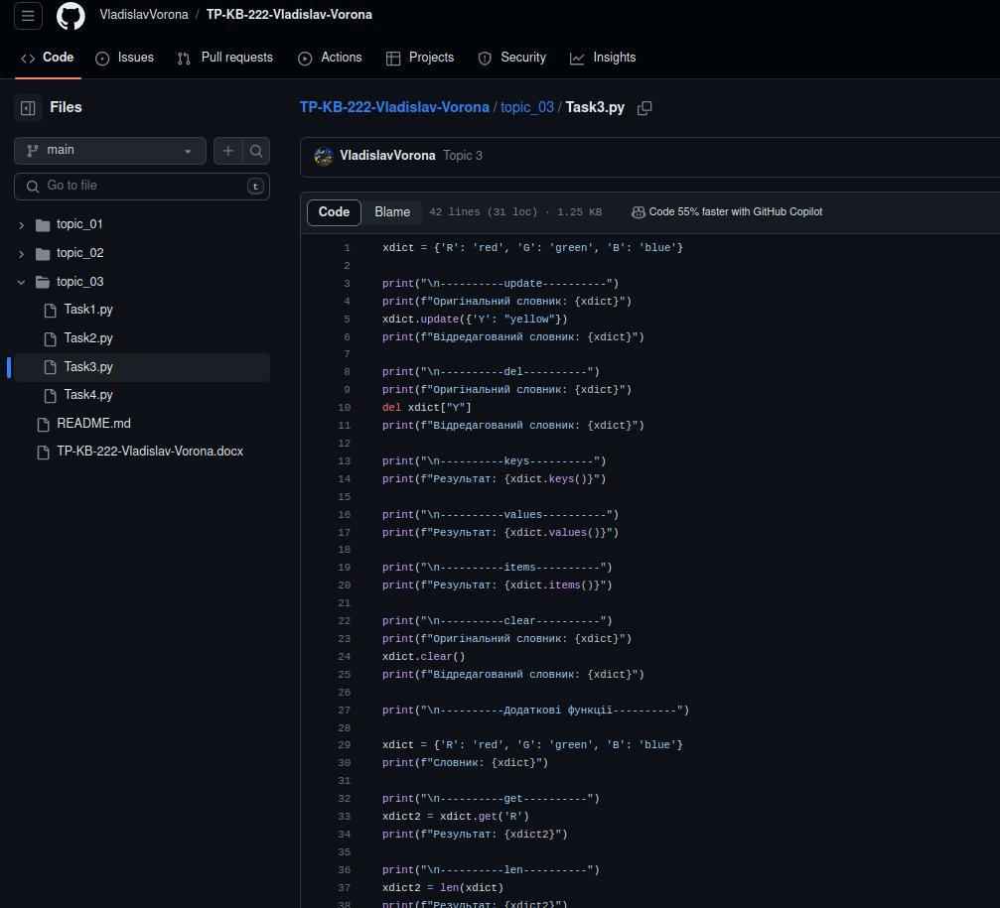 VladislavVorona / TP-KB-222-Vladislav-Vorona
Code Issues Pull requests Actions Projects Security Insights
Files
main
Go to file t
topic_01
topic_02
topic_03
Task1.py
Task2.py
Task3.py
Task4.py
README.md
TP-KB-222-Vladislav-Vorona.docx
TP-KB-222-Vladislav-Vorona / topic_03 / Task3.py
VladislavVorona Topic 3
Code Blame 42 lines (31 loc) · 1.25 KB Code 55% faster with GitHub Copilot
1 xdict = {'R': 'red', 'G': 'green', 'B': 'blue'}
2
3 print("\n----------update----------")
4 print(f"Оригінальний словник: {xdict}")
5 xdict.update({'Y': "yellow"})
6 print(f"Відредагований словник: {xdict}")
7
8 print("\n----------del----------")
9 print(f"Оригінальний словник: {xdict}")
10 del xdict["Y"]
11 print(f"Відредагований словник: {xdict}")
12
13 print("\n----------keys----------")
14 print(f"Результат: {xdict.keys()}")
15
16 print("\n----------values----------")
17 print(f"Результат: {xdict.values()}")
18
19 print("\n----------items----------")
20 print(f"Результат: {xdict.items()}")
21
22 print("\n----------clear----------")
23 print(f"Оригінальний словник: {xdict}")
24 xdict.clear()
25 print(f"Відредагований словник: {xdict}")
26
27 print("\n----------Додаткові функції----------")
28
29 xdict = {'R': 'red', 'G': 'green', 'B': 'blue'}
30 print(f"Словник: {xdict}")
31
32 print("\n----------get----------")
33 xdict2 = xdict.get('R')
34 print(f"Результат: {xdict2}")
35
36 print("\n----------len----------")
37 xdict2 = len(xdict)
38 print(f"Результат: {xdict2}")